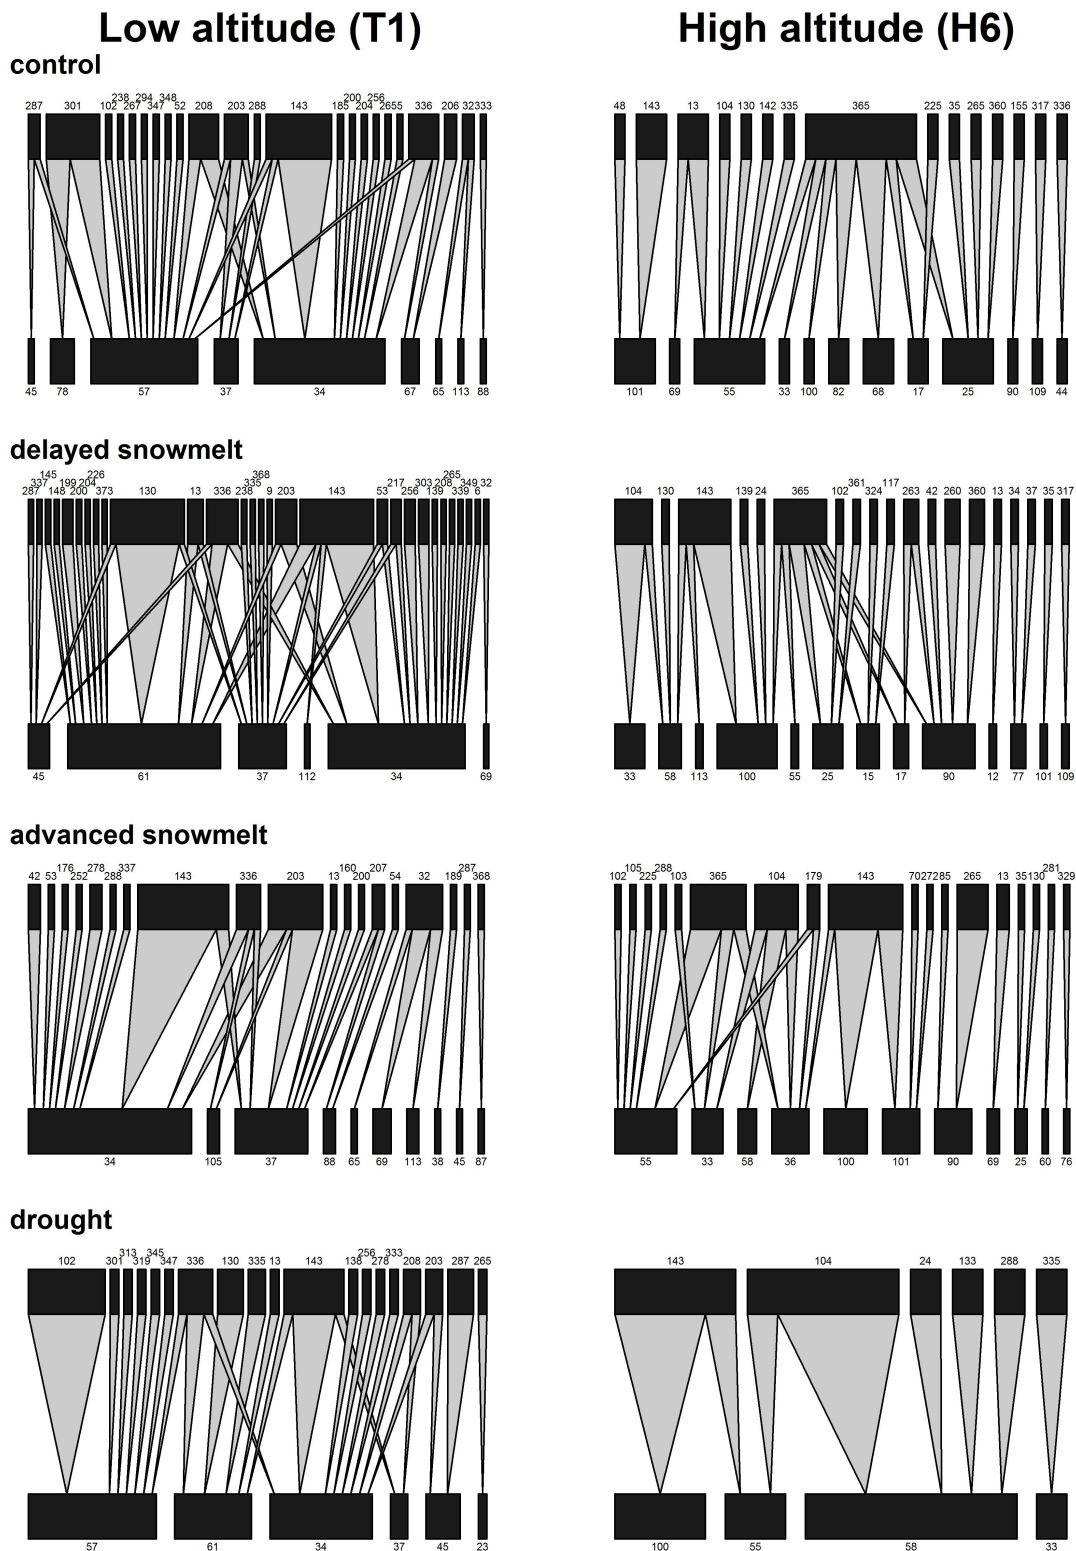 Low altitude (T1) High altitude (H6)
control
238 294 348 200 256
287 301 102 267 347 52 208 203 288 143 185 204 2655 336 206 32333
48 143 13 104 130 142 335 365 225 35 265 360 155 317 336
45 78 57 37 34 67 65 113 88
101 69 55 33 100 82 68 17 25 90 109 44
delayed snowmelt
145 226 368 265
337 199 204 335 217 303 208 349 32
287 148 200 373 130 13 336 238 9 203 143 53 256 139 339 6
361 117
104 130 143 139 24 365 102 324 263 42 260 360 13 34 37 35 317
45 61 37 112 34 69
33 58 113 100 55 25 15 17 90 12 77 101 109
advanced snowmelt
176 278 337 160 207 287
42 53 252 288 143 336 203 13 200 54 32 189 368
105 288 281
102 225 103 365 104 179 143 70272285 265 13 35 130 329
34 105 37 88 65 69 113 38 45 87
55 33 58 36 100 101 90 69 25 60 76
drought
313 345 256 333
102 301 319 347 336 130 335 13 143 138 278 208 203 287 265
143 104 24 133 288 335
57 61 34 37 45 23
100 55 58 33